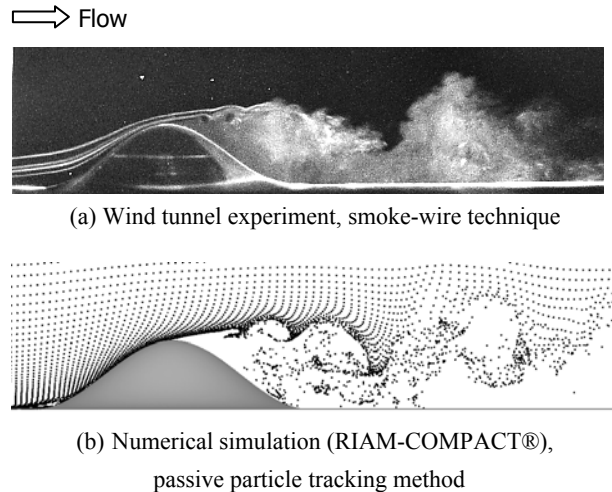 Flow
(a) Wind tunnel experiment, smoke-wire technique
(b) Numerical simulation (RIAM-COMPACT®),
passive particle tracking method